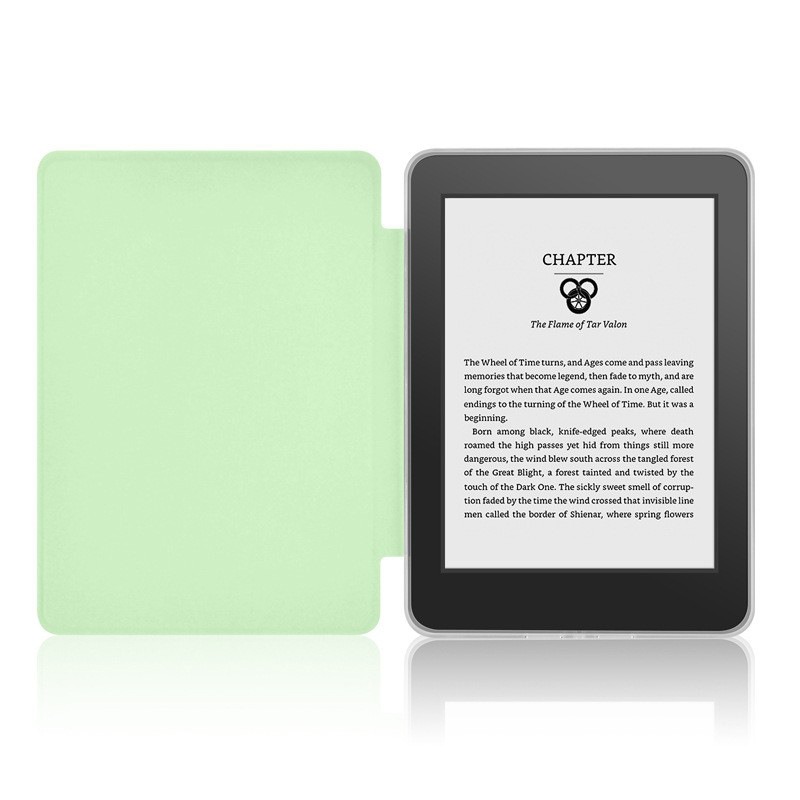 CHAPTER
The Flame of Tar Valon
The Wheel of Time turns, and Ages come and pass leaving
memories that become legend, then fade to myth, and are
long forgot when that Age comes again. In one Age, called
endings to the turning of the Wheel of Time. But it was a
beginning.
Born among black, knife-edged peaks, where death
roamed the high passes yet hid from things still more
dangerous, the wind blew south across the tangled forest
of the Great Blight, a forest tainted and twisted by the
touch of the Dark One. The sickly sweet smell of corrup-
tion faded by the time the wind crossed that invisible line
men called the border of Shienar, where spring flowers